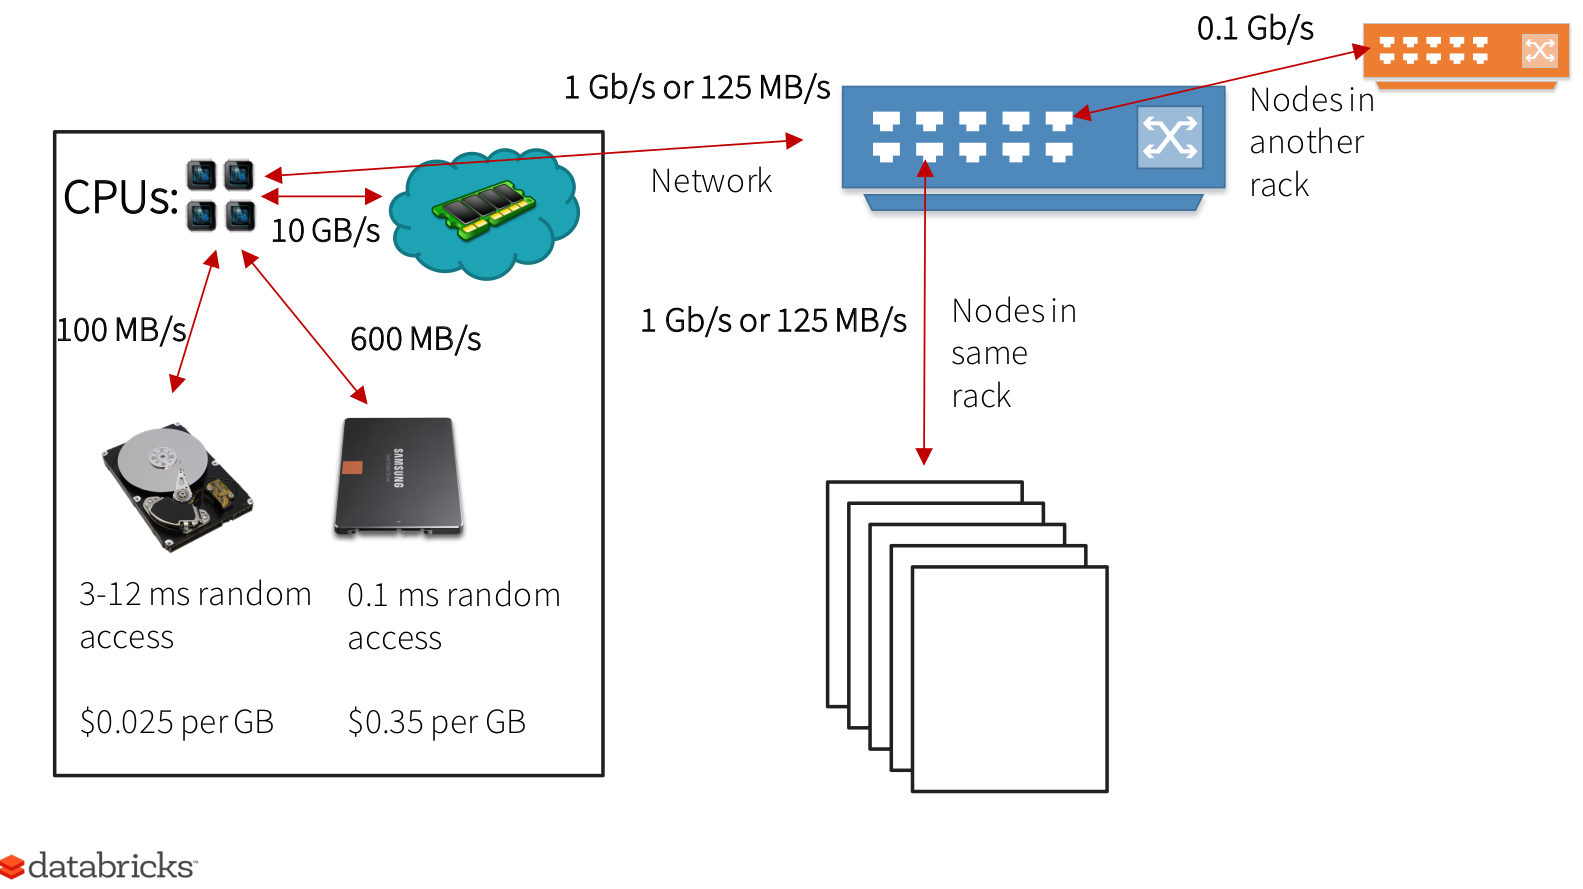 0.1 Gb/s
1 Gb/s or 125 MB/s
Nodes in
another
rack
Network
CPUs:
10 GB/s
100 MB/s
600 MB/s
1 Gb/s or 125 MB/s
Nodes in
same
rack
SAMSUNG
3-12 ms random
access
0.1 ms random
access
$0.025 per GB
$0.35 per GB
databricks